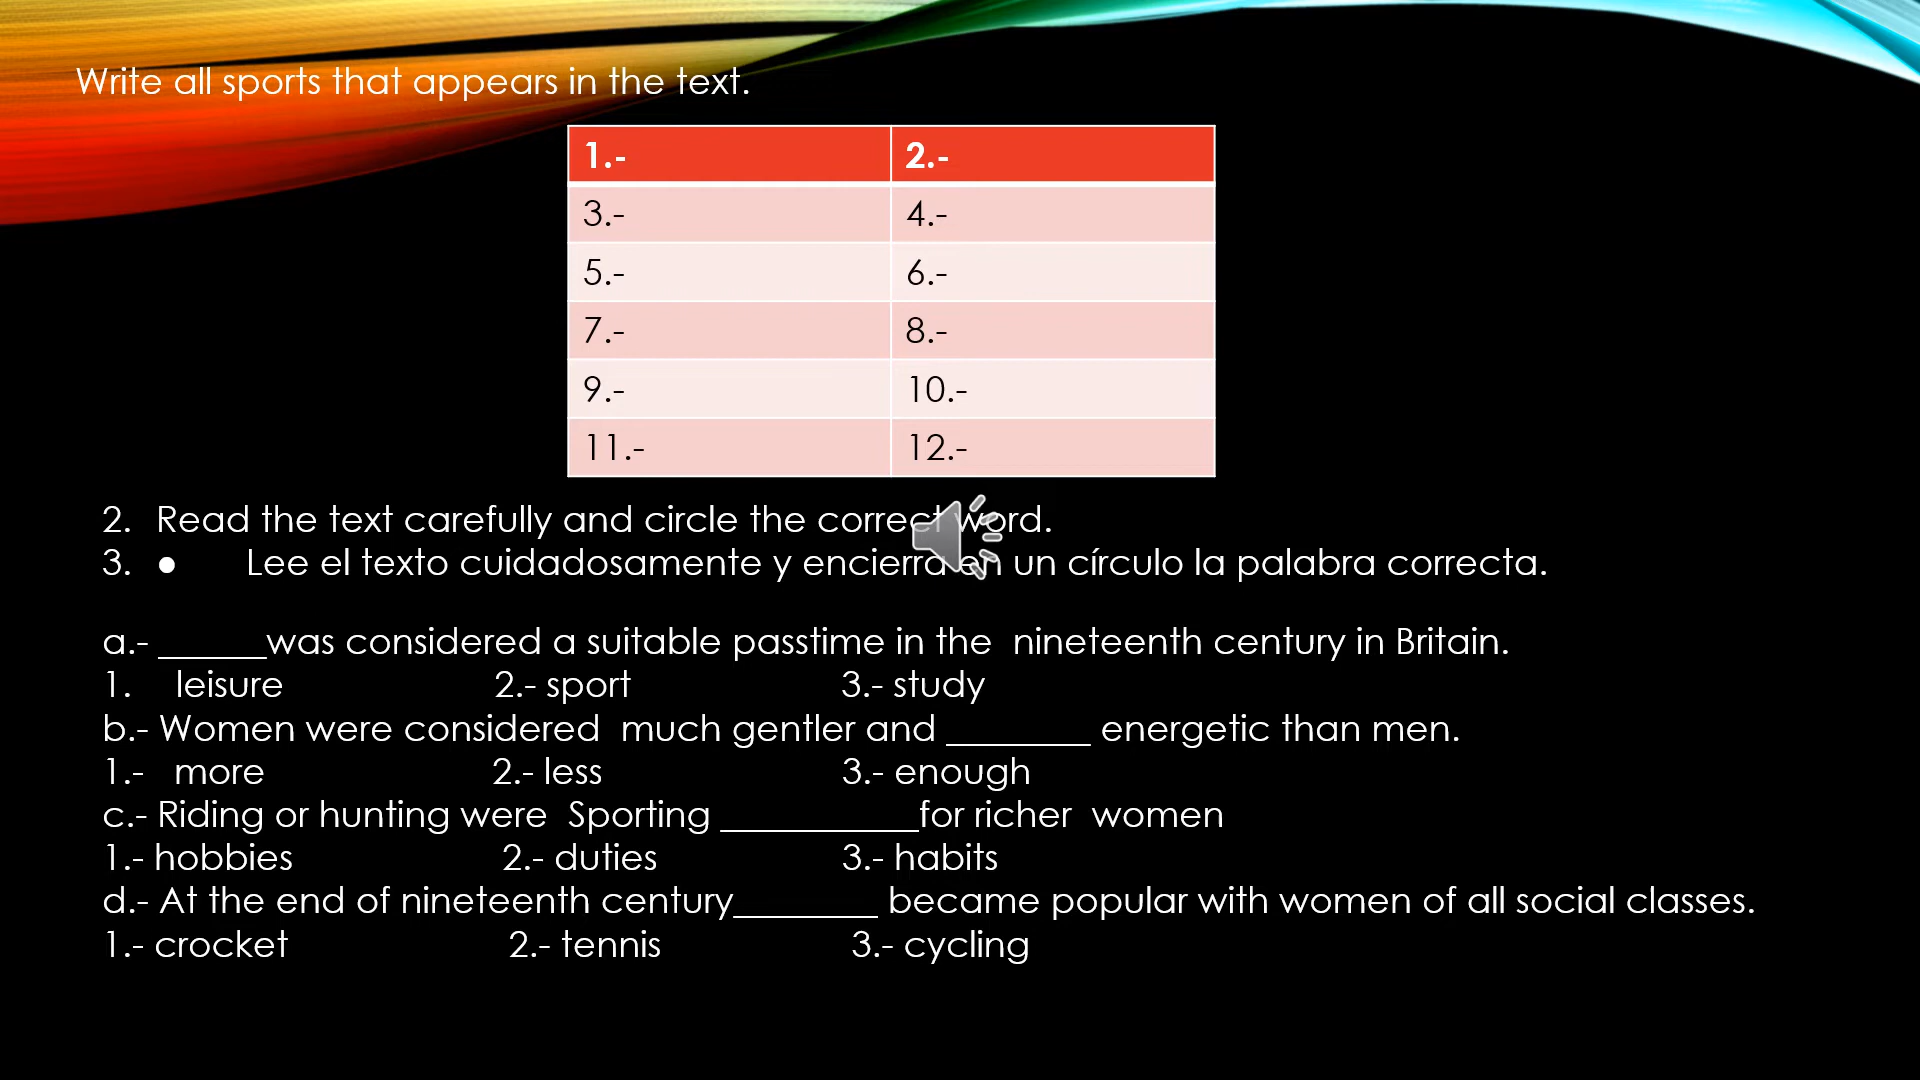 Write all sports that appears in the text.
1.- 2.-
3.- 4.-
5.- 6.-
7.- 8.-
9.- 10.-
11.- 12.-
2. Read the text carefully and circle the correct word.
3. ● Lee el texto cuidadosamente y encierra en un círculo la palabra correcta.
a.- ______was considered a suitable passtime in the nineteenth century in Britain.
1. leisure 2.- sport 3.- study
b.- Women were considered much gentler and ________ energetic than men.
1.- more 2.- less 3.- enough
c.- Riding or hunting were Sporting ___________for richer women
1.- hobbies 2.- duties 3.- habits
d.- At the end of nineteenth century________ became popular with women of all social classes.
1.- crocket 2.- tennis 3.- cycling